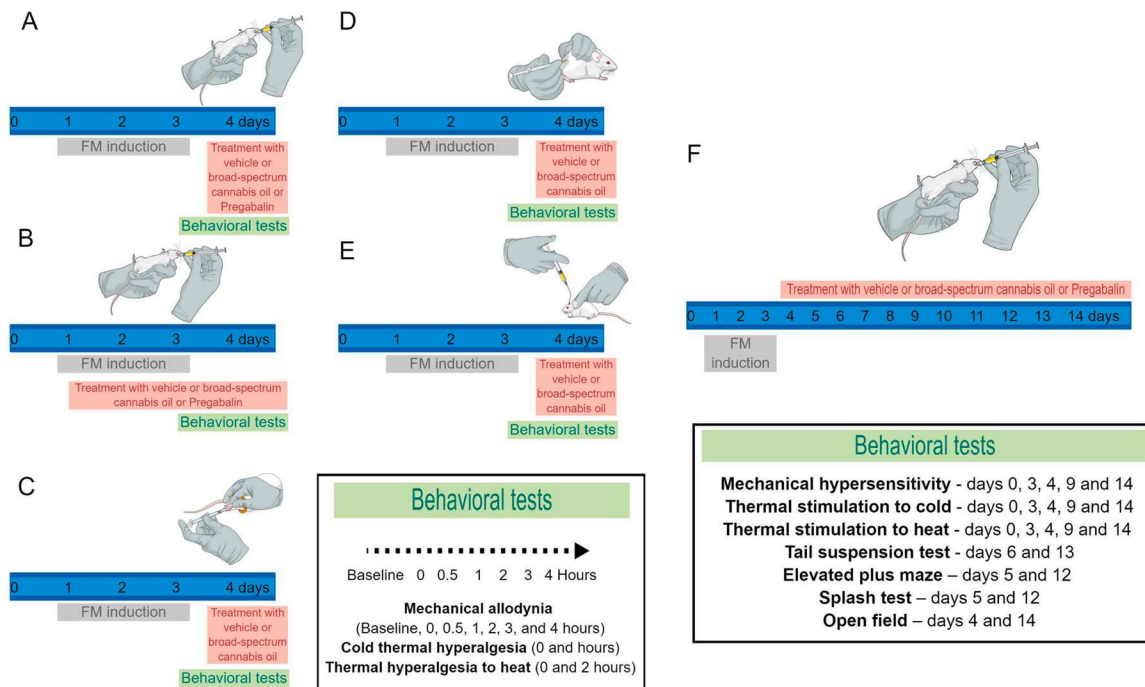 A
0 1 2 3 4 days
FM induction
Treatment with
vehicle or
broad-spectrum
cannabis oil or
Pregabalin
Behavioral tests
B
0 1 2 3 4 days
FM induction
Treatment with vehicle or broad-spectrum
cannabis oil or Pregabalin
Behavioral tests
C
0 1 2 3 4 days
FM induction
Treatment with
vehicle or
broad-spectrum
cannabis oil
Behavioral tests
D
0 1 2 3 4 days
FM induction
Treatment with
vehicle or
broad-spectrum
cannabis oil
Behavioral tests
E
0 1 2 3 4 days
FM induction
Treatment with
vehicle or
broad-spectrum
cannabis oil
Behavioral tests
Behavioral tests
Baseline 0 0.5 1 2 3 4 Hours
Mechanical allodynia
(Baseline, 0, 0.5, 1, 2, 3, and 4 hours)
Cold thermal hyperalgesia (0 and hours)
Thermal hyperalgesia to heat (0 and 2 hours)
F
Treatment with vehicle or broad-spectrum cannabis oil or Pregabalin
0 1 2 3 4 5 6 7 8 9 10 11 12 13 14 days
FM
induction
Behavioral tests
Mechanical hypersensitivity - days 0, 3, 4, 9 and 14
Thermal stimulation to cold - days 0, 3, 4, 9 and 14
Thermal stimulation to heat - days 0, 3, 4, 9 and 14
Tail suspension test - days 6 and 13
Elevated plus maze – days 5 and 12
Splash test – days 5 and 12
Open field – days 4 and 14